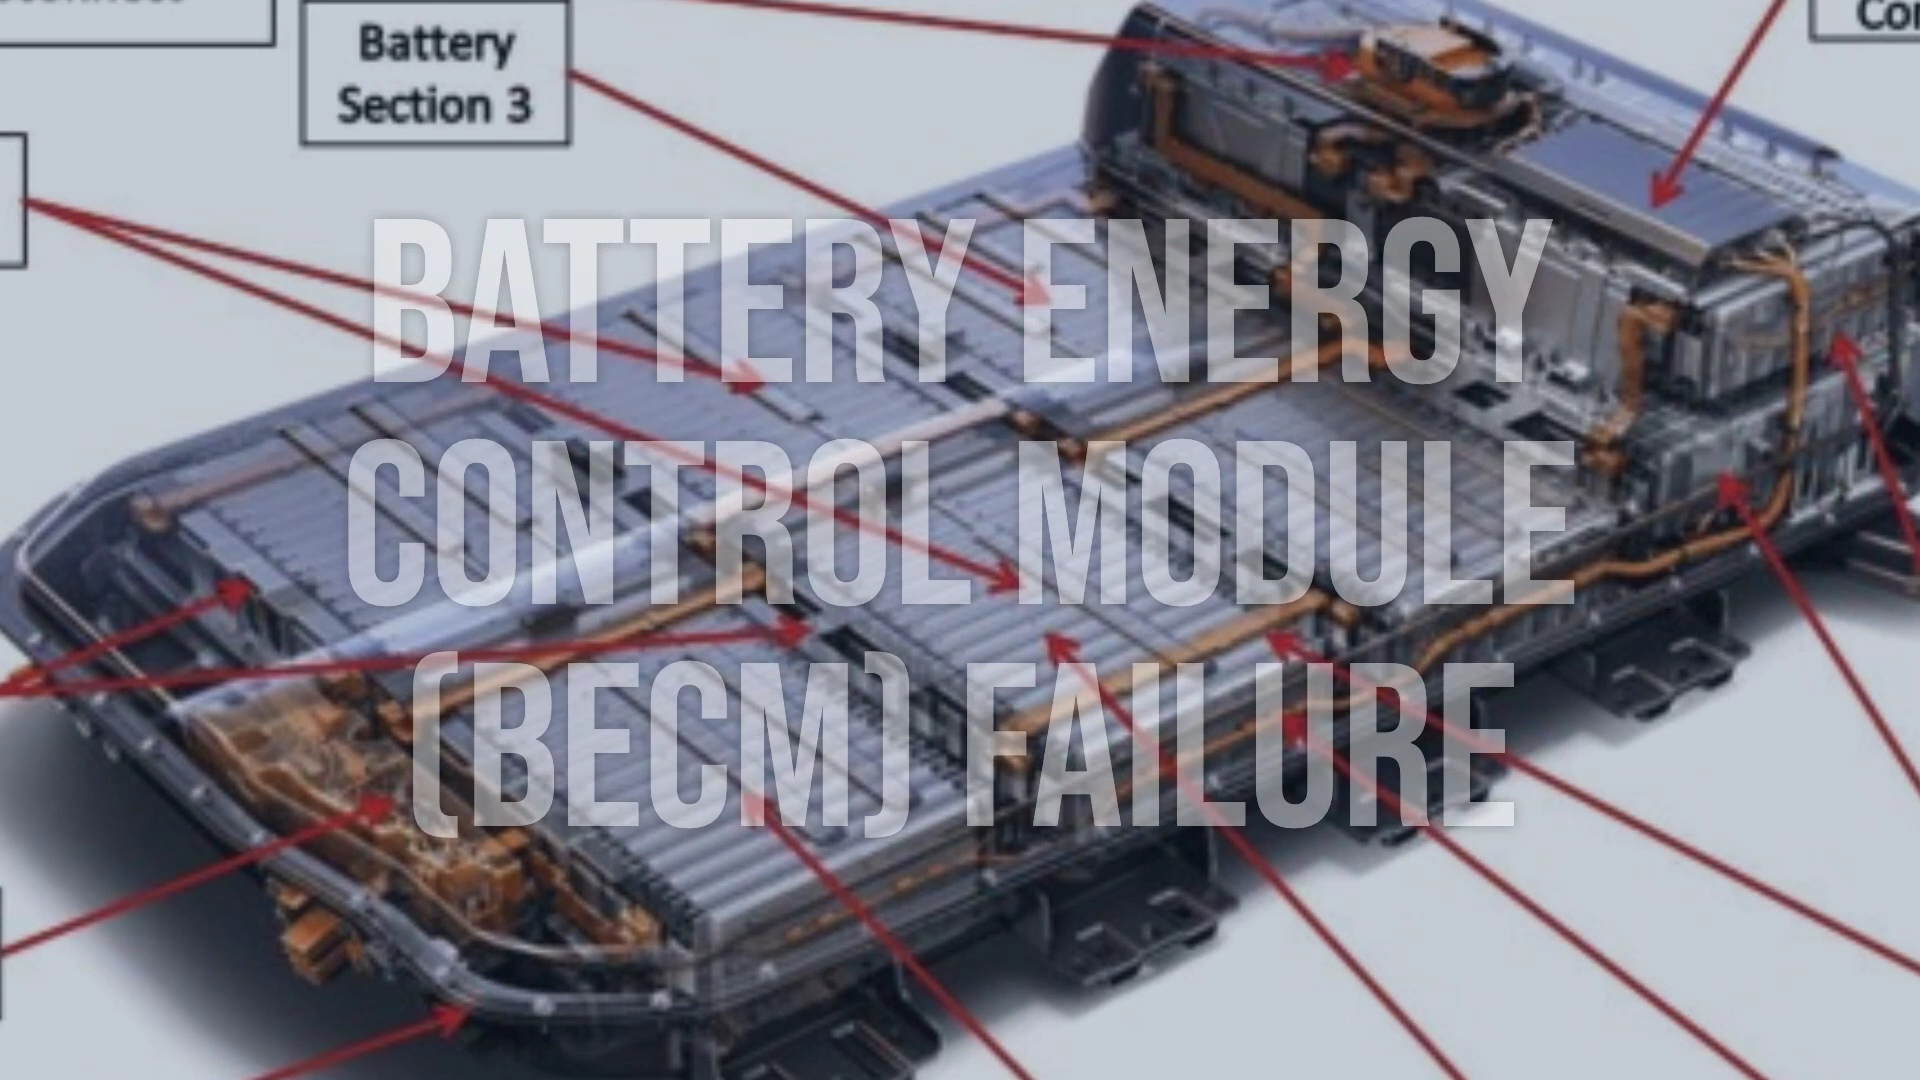 Battery
Section 3
BATTERY ENERGY
CONTROL MODULE
(BECM) FAILURE